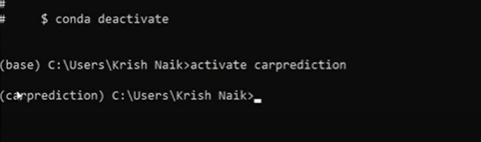 #
#     $ conda deactivate
(base) C:\Users\Krish Naik>activate carprediction
(carprediction) C:\Users\Krish Naik>